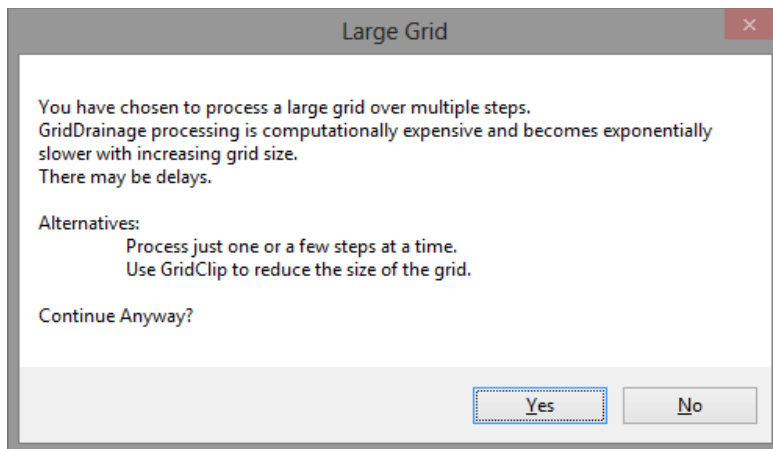 Large Grid
You have chosen to process a large grid over multiple steps.
GridDrainage processing is computationally expensive and becomes exponentially
slower with increasing grid size.
There may be delays.
Alternatives:
Process just one or a few steps at a time.
Use GridClip to reduce the size of the grid.
Continue Anyway?
Yes
No